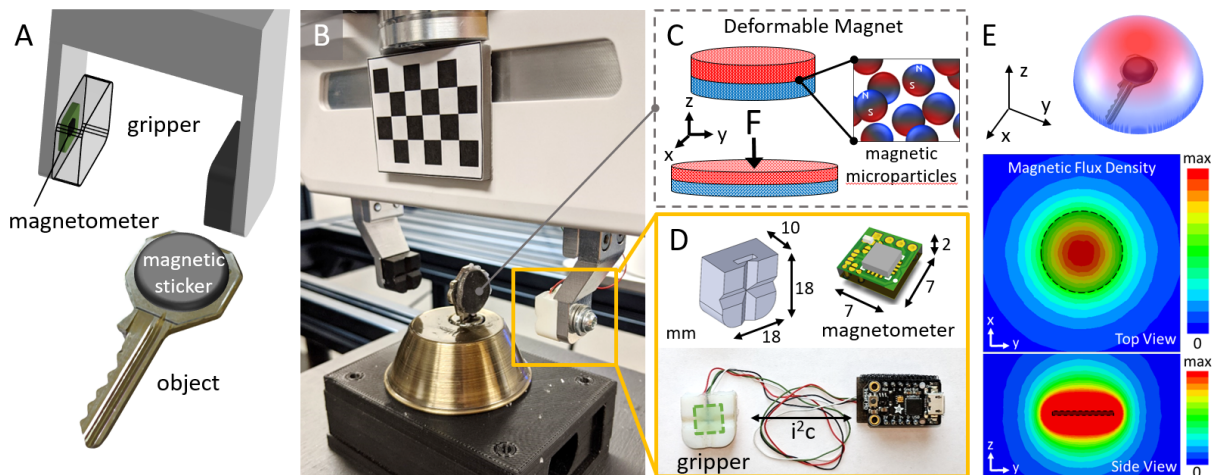 A
gripper
magnetometer
magnetic
sticker
object
B
C
Deformable Magnet
N
S
N
S
z
y
x
F
magnetic
microparticles
D
10
18
18
mm
2
7
7
magnetometer
i²c
gripper
E
z
y
x
Magnetic Flux Density
max
0
x
y
Top View
max
0
z
y
Side View